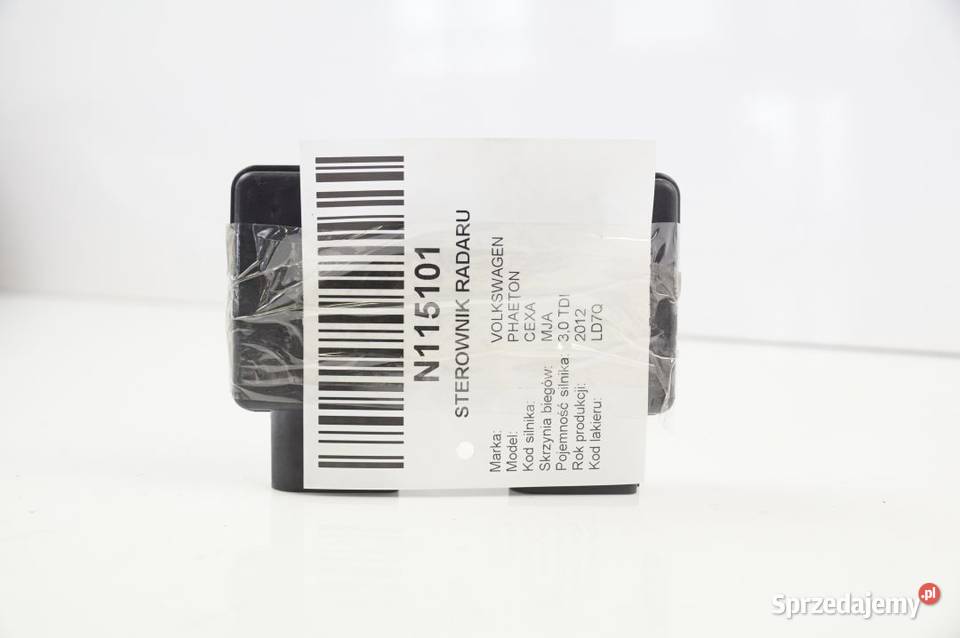 N115101
STEROWNIK RADARU
Marka: VOLKSWAGEN
Model: PHAETON
Kod silnika: CEXA
Skrzynia biegów: MJA
Pojemność silnika: 3.0 TDI
Rok produkcji: 2012
Kod lakieru: LD7Q
Sprzedajemy.pl